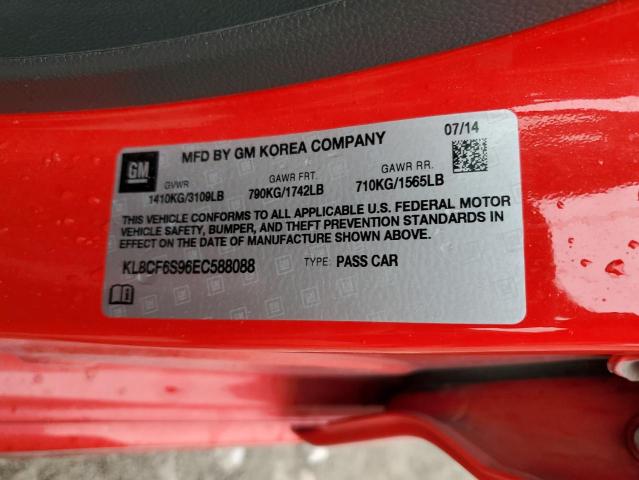 GM
MFD BY GM KOREA COMPANY
07/14
GVWR
1410KG/3109LB
GAWR FRT.
790KG/1742LB
GAWR RR.
710KG/1565LB
THIS VEHICLE CONFORMS TO ALL APPLICABLE U.S. FEDERAL MOTOR
VEHICLE SAFETY, BUMPER, AND THEFT PREVENTION STANDARDS IN
EFFECT ON THE DATE OF MANUFACTURE SHOWN ABOVE.
KL8CF6S96EC588088
TYPE: PASS CAR